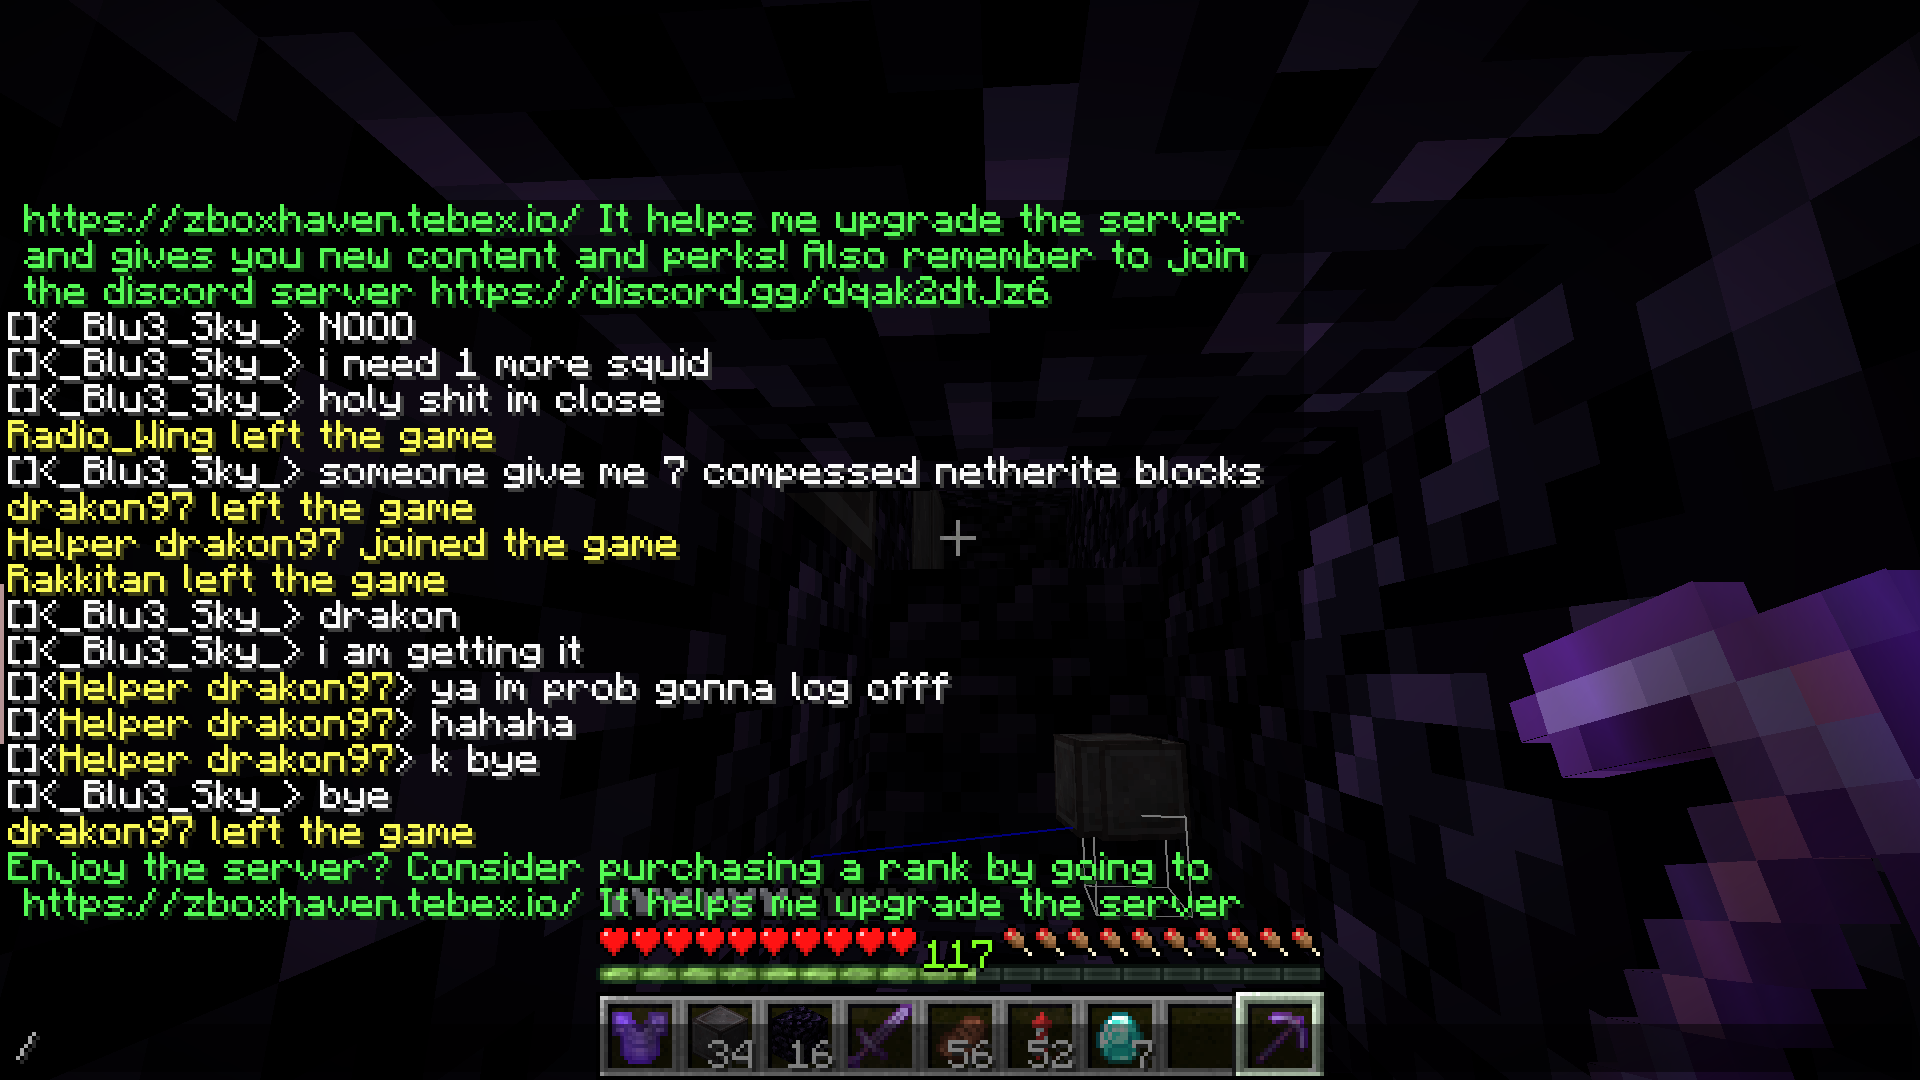 https://zboxhaven.tebex.io/ It helps me upgrade the server
and gives you new content and perks! Also remember to join
the discord server https://discord.gg/dqak2dtJz6
[]<_Blu3_Sky_> NOOO
[]<_Blu3_Sky_> i need 1 more squid
[]<_Blu3_Sky_> holy shit im close
Radio_Wing left the game
[]<_Blu3_Sky_> someone give me 7 compessed netherite blocks
drakon97 left the game
Helper drakon97 joined the game
Rakkitan left the game
[]<_Blu3_Sky_> drakon
[]<_Blu3_Sky_> i am getting it
[]<Helper drakon97> ya im prob gonna log offf
[]<Helper drakon97> hahaha
[]<Helper drakon97> k bye
[]<_Blu3_Sky_> bye
drakon97 left the game
Enjoy the server? Consider purchasing a rank by going to
https://zboxhaven.tebex.io/ It helps me upgrade the server
117
34 16 56 52 7
/